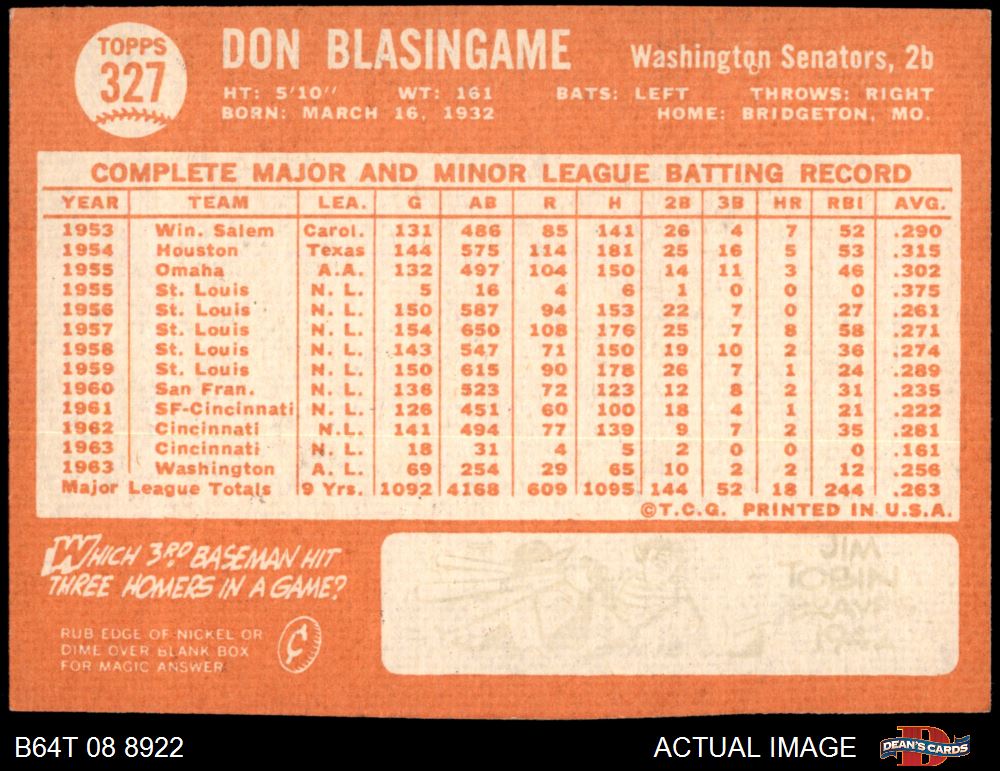 TOPPS
327
DON BLASINGAME
Washington Senators, 2b
HT: 5'10" WT: 161 BATS: LEFT THROWS: RIGHT
BORN: MARCH 16, 1932 HOME: BRIDGETON, MO.
COMPLETE MAJOR AND MINOR LEAGUE BATTING RECORD
YEAR TEAM LEA. G AB R H 2B 3B HR RBI AVG.
1953 Win. Salem Carol. 131 486 85 141 26 4 7 52 .290
1954 Houston Texas 144 575 114 181 25 16 5 53 .315
1955 Omaha A.A. 132 497 104 150 14 11 3 46 .302
1955 St. Louis N. L. 5 16 4 6 1 0 0 0 .375
1956 St. Louis N. L. 150 587 94 153 22 7 0 27 .261
1957 St. Louis N. L. 154 650 108 176 25 7 8 58 .271
1958 St. Louis N. L. 143 547 71 150 19 10 2 36 .274
1959 St. Louis N. L. 150 615 90 178 26 7 1 24 .289
1960 San Fran. N. L. 136 523 72 123 12 8 2 31 .235
1961 SF-Cincinnati N. L. 126 451 60 100 18 4 1 21 .222
1962 Cincinnati N.L. 141 494 77 139 9 7 2 35 .281
1963 Cincinnati N. L. 18 31 4 5 2 0 0 0 .161
1963 Washington A. L. 69 254 29 65 10 2 2 12 .256
Major League Totals 9 Yrs. 1092 4168 609 1095 144 52 18 244 .263
©T.C.G. PRINTED IN U.S.A.
WHICH 3RD BASEMAN HIT
THREE HOMERS IN A GAME?
RUB EDGE OF NICKEL OR
DIME OVER BLANK BOX
FOR MAGIC ANSWER
¢
JIM
TOBIN
B64T 08 8922
ACTUAL IMAGE
DEAN'S CARDS